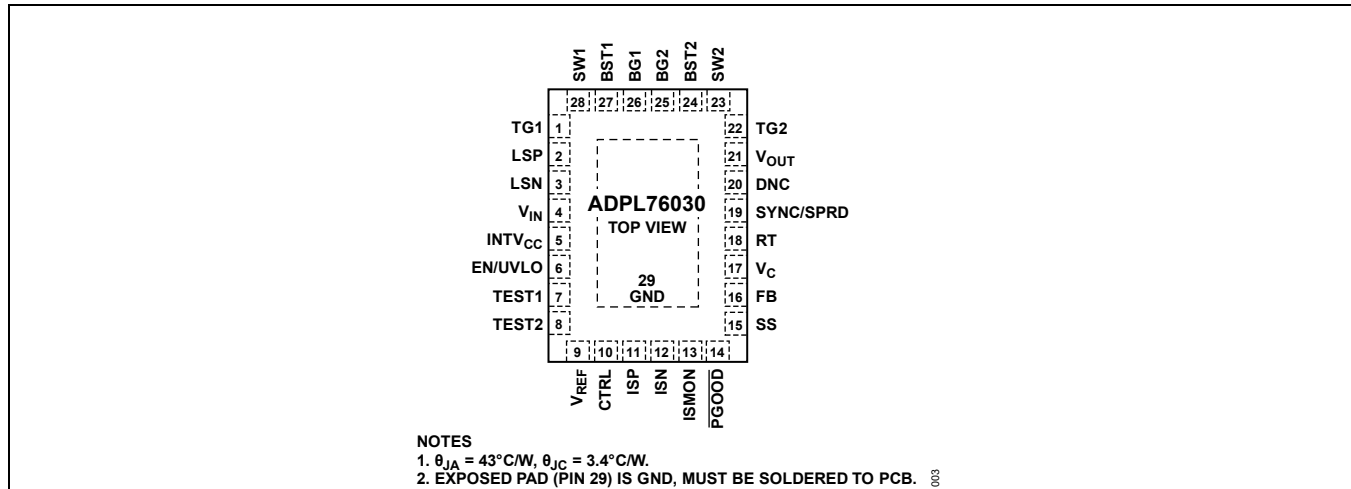 SW1
BST1
BG1
BG2
BST2
SW2
28 27 26 25 24 23
TG1 1
LSP 2
LSN 3
VIN 4
INTVCC 5
EN/UVLO 6
TEST1 7
TEST2 8
22 TG2
21 VOUT
20 DNC
19 SYNC/SPRD
18 RT
17 VC
16 FB
15 SS
ADPL76030
TOP VIEW
29
GND
9 10 11 12 13 14
VREF
CTRL
ISP
ISN
ISMON
PGOOD
NOTES
1. θJA = 43°C/W, θJC = 3.4°C/W.
2. EXPOSED PAD (PIN 29) IS GND, MUST BE SOLDERED TO PCB.
003